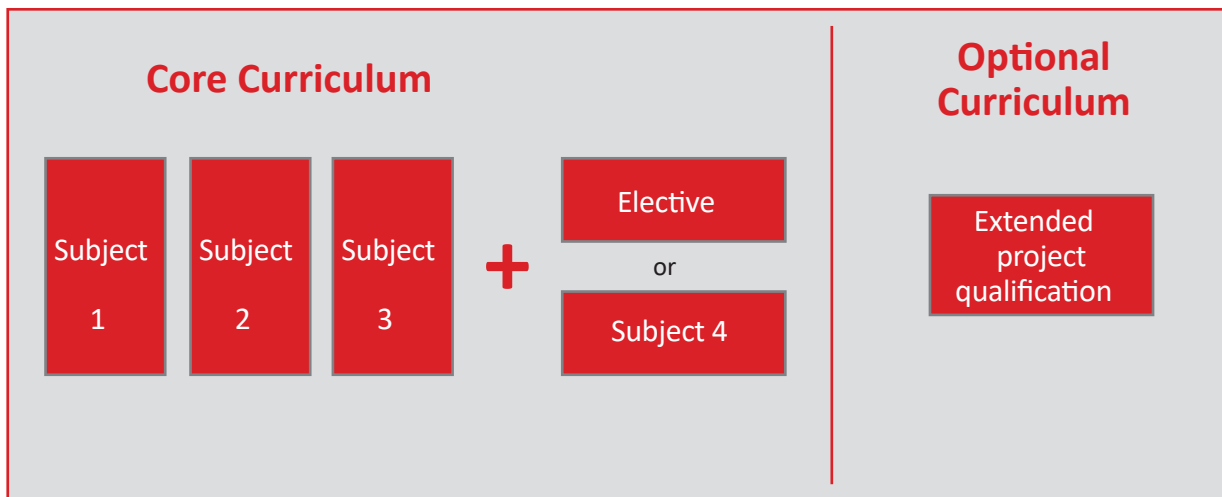 Core Curriculum
Subject
1
Subject
2
Subject
3
+
Elective
or
Subject 4
Optional
Curriculum
Extended
project
qualification